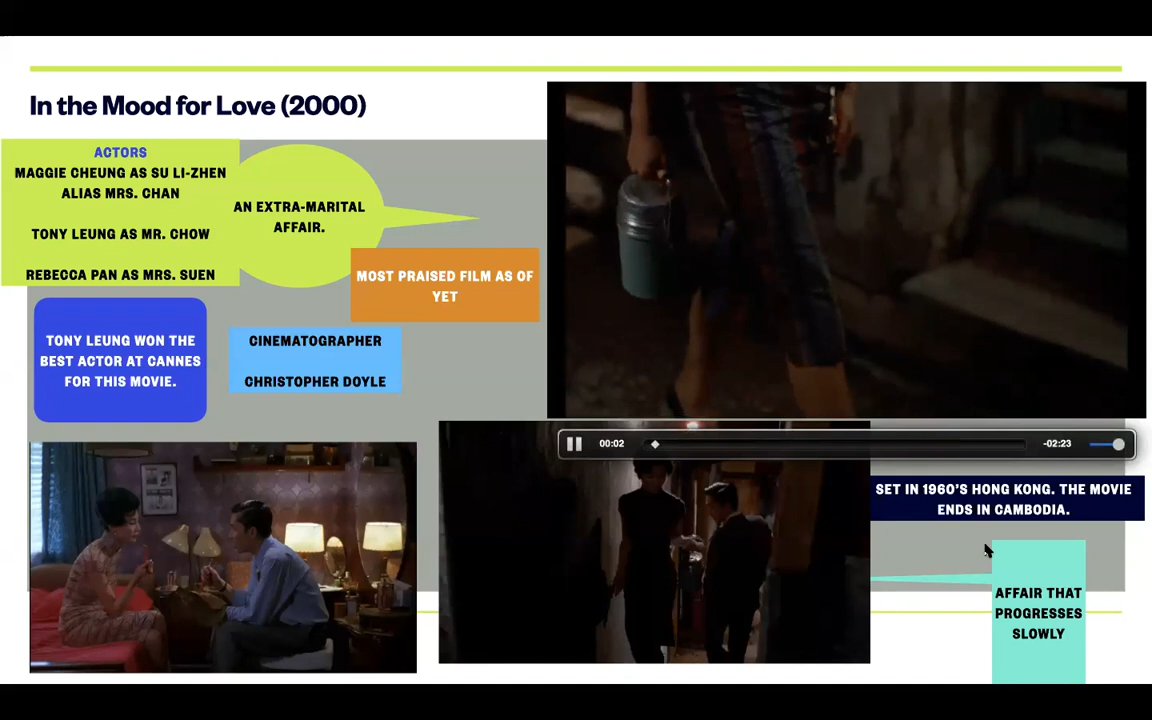 In the Mood for Love (2000)
ACTORS
MAGGIE CHEUNG AS SU LI-ZHEN
ALIAS MRS. CHAN
TONY LEUNG AS MR. CHOW
REBECCA PAN AS MRS. SUEN
AN EXTRA-MARITAL
AFFAIR.
MOST PRAISED FILM AS OF
YET
TONY LEUNG WON THE
BEST ACTOR AT CANNES
FOR THIS MOVIE.
CINEMATOGRAPHER
CHRISTOPHER DOYLE
00:02
-02:23
SET IN 1960'S HONG KONG. THE MOVIE
ENDS IN CAMBODIA.
AFFAIR THAT
PROGRESSES
SLOWLY